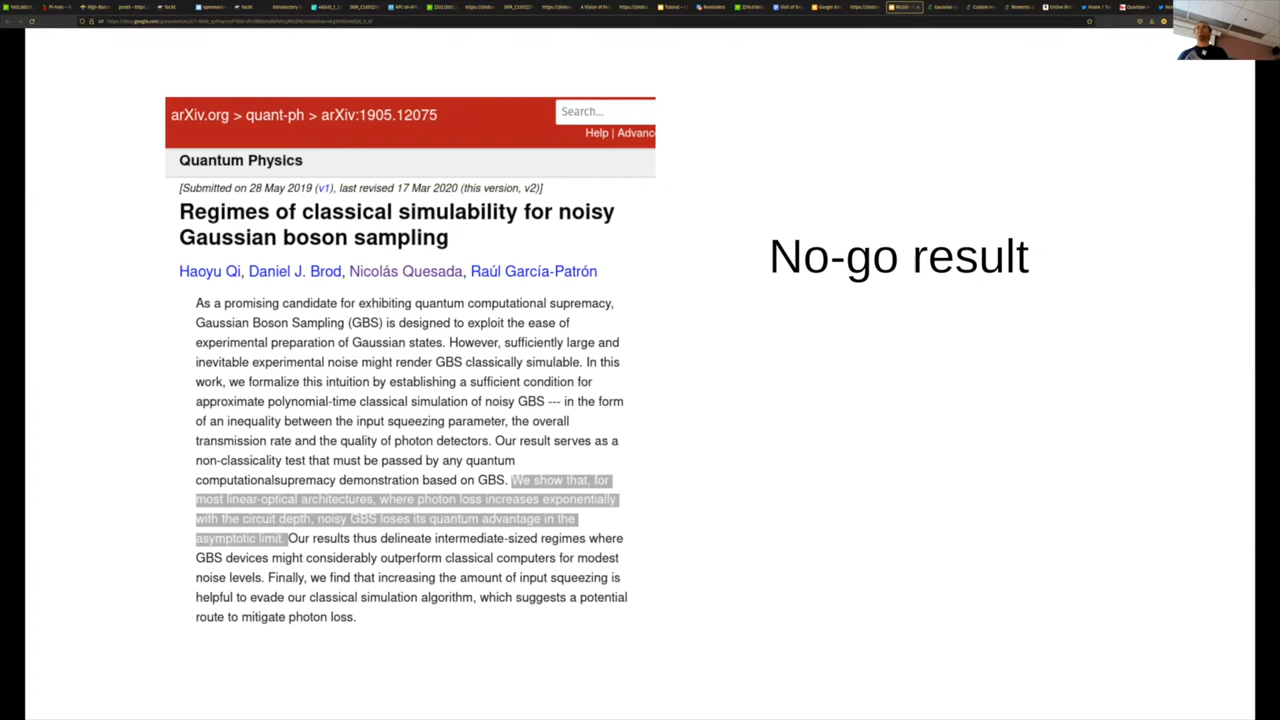 arXiv.org > quant-ph > arXiv:1905.12075
Search...
Help | Advanc
Quantum Physics
[Submitted on 28 May 2019 (v1), last revised 17 Mar 2020 (this version, v2)]
Regimes of classical simulability for noisy
Gaussian boson sampling
Haoyu Qi, Daniel J. Brod, Nicolás Quesada, Raúl García-Patrón
As a promising candidate for exhibiting quantum computational supremacy,
Gaussian Boson Sampling (GBS) is designed to exploit the ease of
experimental preparation of Gaussian states. However, sufficiently large and
inevitable experimental noise might render GBS classically simulable. In this
work, we formalize this intuition by establishing a sufficient condition for
approximate polynomial-time classical simulation of noisy GBS --- in the form
of an inequality between the input squeezing parameter, the overall
transmission rate and the quality of photon detectors. Our result serves as a
non-classicality test that must be passed by any quantum
computationalsupremacy demonstration based on GBS. We show that, for
most linear-optical architectures, where photon loss increases exponentially
with the circuit depth, noisy GBS loses its quantum advantage in the
asymptotic limit. Our results thus delineate intermediate-sized regimes where
GBS devices might considerably outperform classical computers for modest
noise levels. Finally, we find that increasing the amount of input squeezing is
helpful to evade our classical simulation algorithm, which suggests a potential
route to mitigate photon loss.
No-go result